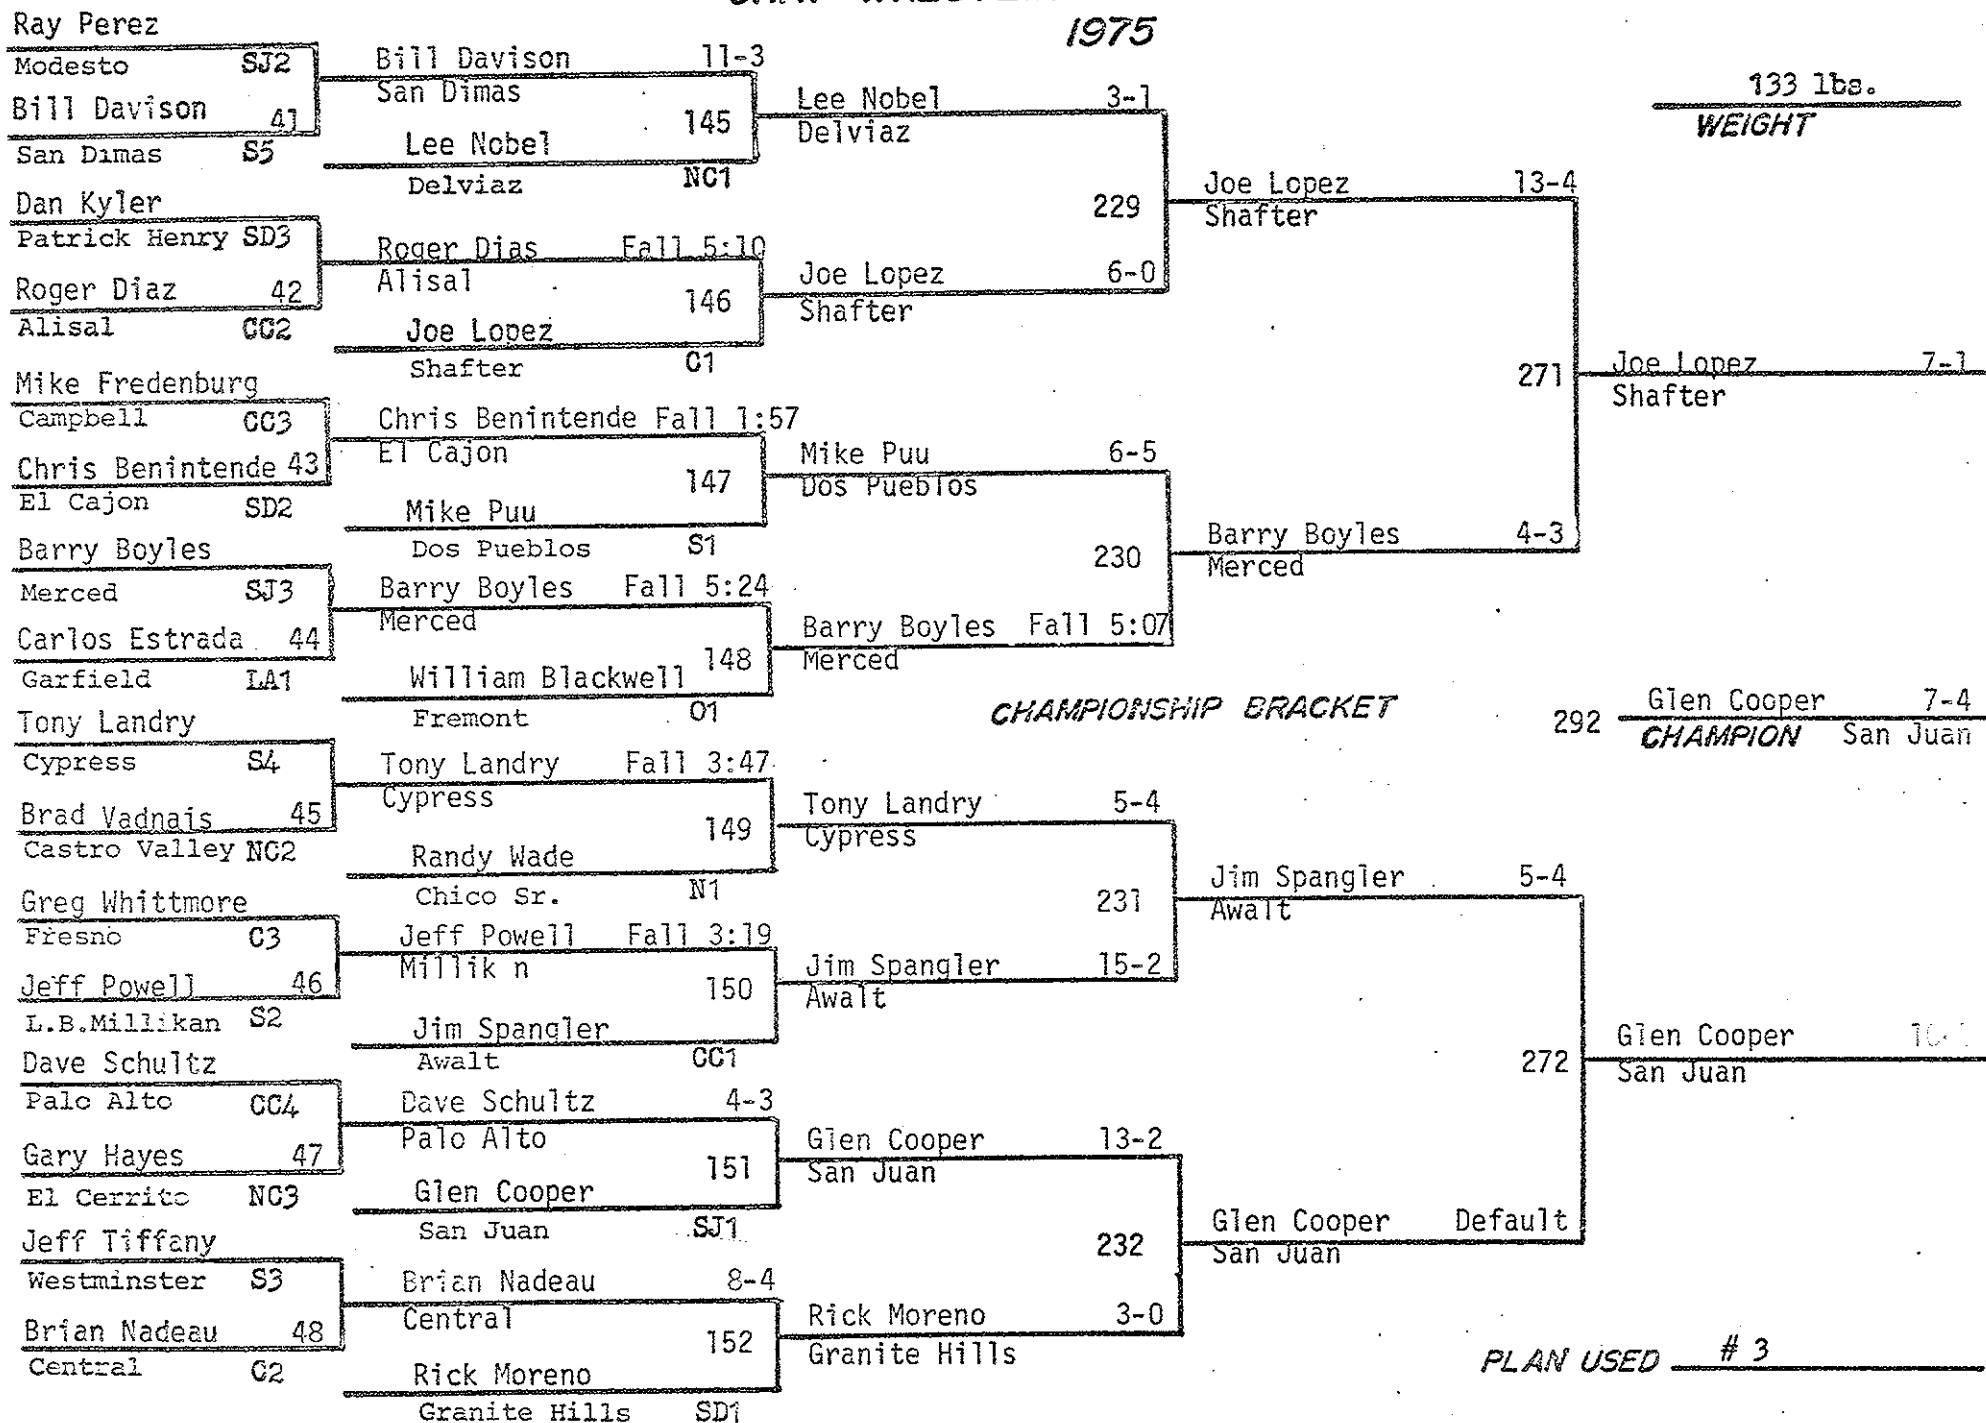 1975
133 lbs.
WEIGHT
Ray Perez
Modesto SJ2
Bill Davison 41
San Dimas S5
Dan Kyler
Patrick Henry SD3
Roger Diaz 42
Alisal CC2
Mike Fredenburg
Campbell CC3
Chris Benintende 43
El Cajon SD2
Barry Boyles
Merced SJ3
Carlos Estrada 44
Garfield LA1
Tony Landry
Cypress S4
Brad Vadnais 45
Castro Valley NC2
Greg Whittmore
Fresno C3
Jeff Powell 46
L.B.Millikan S2
Dave Schultz
Palo Alto CC4
Gary Hayes 47
El Cerrito NC3
Jeff Tiffany
Westminster S3
Brian Nadeau 48
Central C2
Bill Davison 11-3
San Dimas
145
Lee Nobel
Delviaz NC1
Roger Dias Fall 5:10
Alisal
146
Joe Lopez
Shafter C1
Chris Benintende Fall 1:57
El Cajon
147
Mike Puu
Dos Pueblos S1
Barry Boyles Fall 5:24
Merced
148
William Blackwell
Fremont O1
Tony Landry Fall 3:47
Cypress
149
Randy Wade
Chico Sr. N1
Jeff Powell Fall 3:19
Millik n
150
Jim Spangler
Awalt CC1
Dave Schultz 4-3
Palo Alto
151
Glen Cooper
San Juan SJ1
Brian Nadeau 8-4
Central
152
Rick Moreno
Granite Hills SD1
Lee Nobel 3-1
Delviaz
229
Joe Lopez 6-0
Shafter
Mike Puu 6-5
Dos Pueblos
230
Barry Boyles Fall 5:07
Merced
CHAMPIONSHIP BRACKET
Tony Landry 5-4
Cypress
231
Jim Spangler 15-2
Awalt
Glen Cooper 13-2
San Juan
232
Rick Moreno 3-0
Granite Hills
Joe Lopez 13-4
Shafter
271
Barry Boyles 4-3
Merced
Jim Spangler 5-4
Awalt
272
Glen Cooper Default
San Juan
Joe Lopez 7-1
Shafter
292 Glen Cooper 7-4
CHAMPION San Juan
Glen Cooper
San Juan
PLAN USED # 3